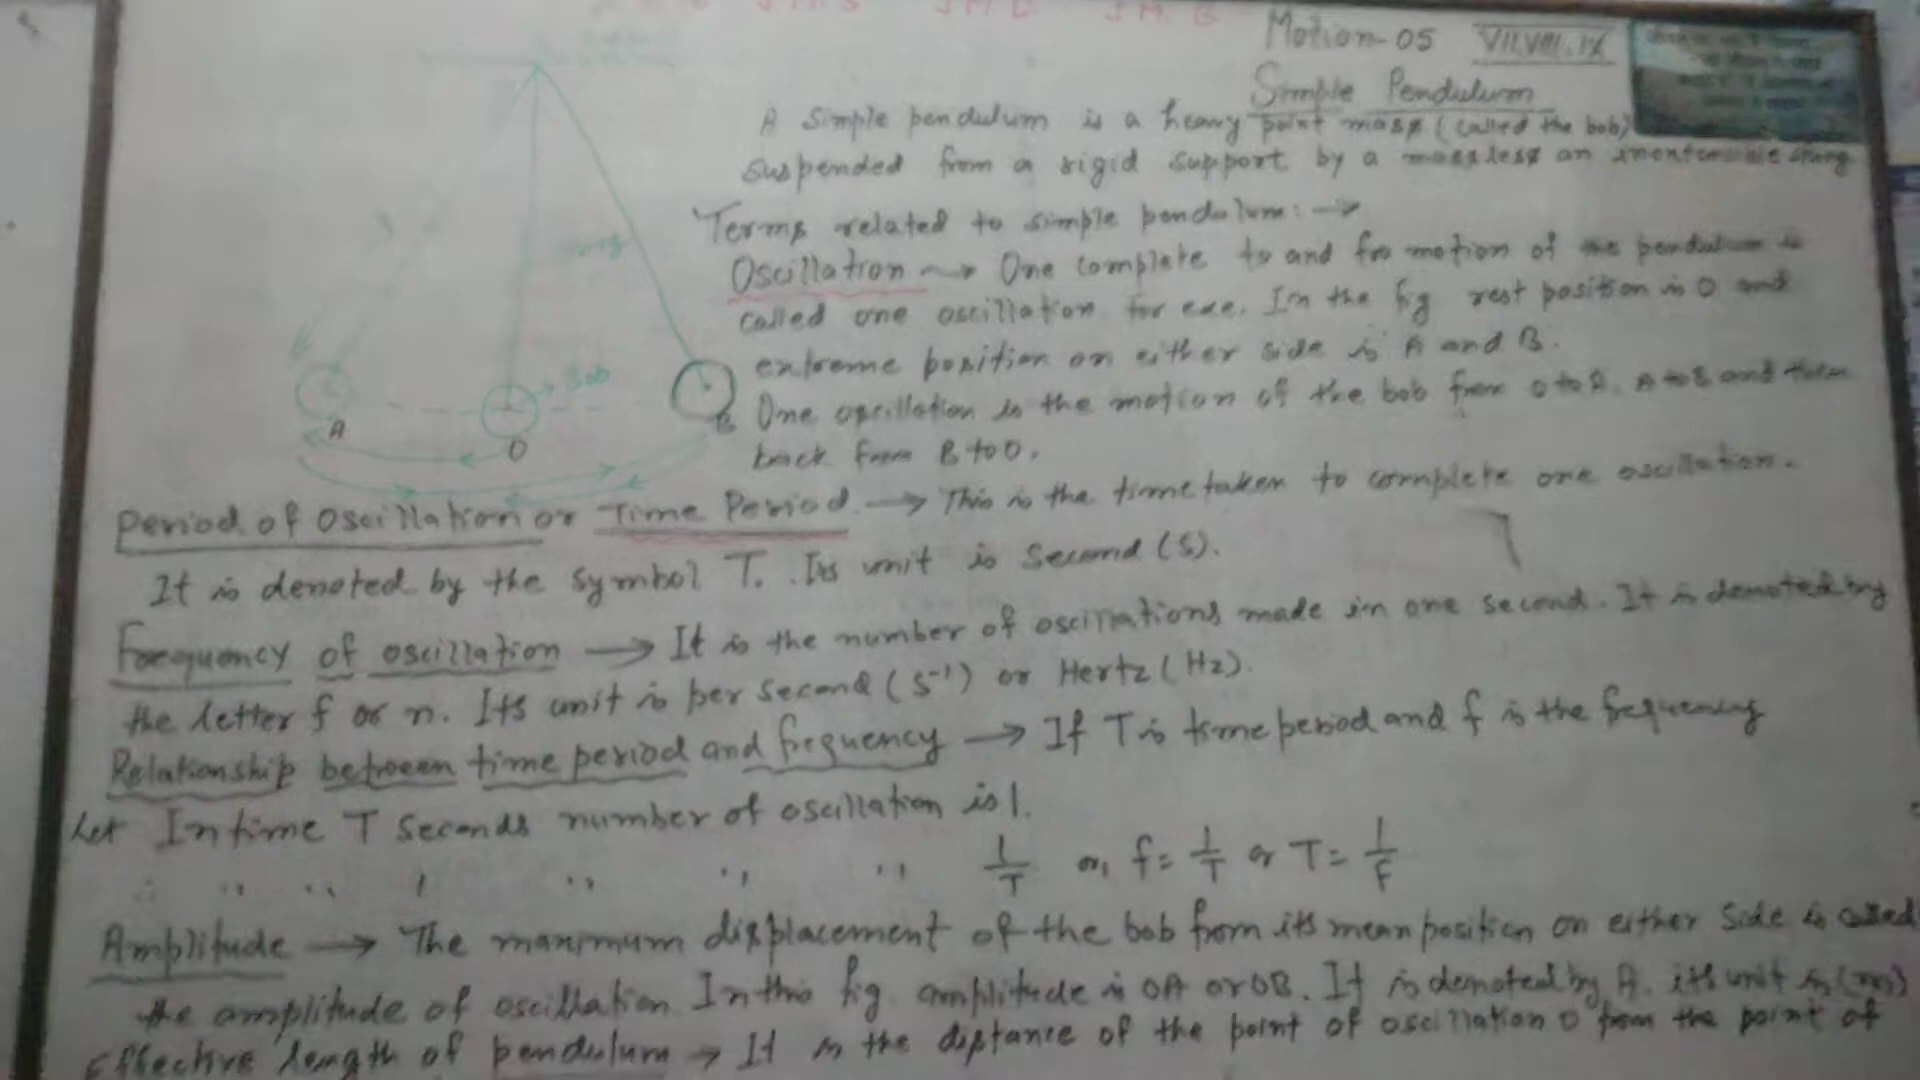 Motion-05 VII.VIII.IX
Simple Pendulum
A simple pendulum is a heavy point mass (called the bob)
suspended from a rigid support by a massless an inextensible string
Terms related to simple pendulum: →
Oscillation → One complete to and fro motion of the pendulum is
called one oscillation for exe. In the fig rest position is O and
extreme position on either side is A and B.
One oscillation is the motion of the bob from O to A, A to B and then
back from B to O.
Bob
A
O
B
Period of Oscillation or Time Period. → This is the time taken to complete one oscillation.
It is denoted by the symbol T. Its unit is Second (S).
Frequency of oscillation → It is the number of oscillations made in one second. It is denoted by
the letter f or n. Its unit is per second (S⁻¹) or Hertz (Hz).
Relationship between time period and frequency → If T is time period and f is the frequency
Let In time T seconds number of oscillation is 1.
∴ ,, ,, 1 ,, ,, ,, 1/T or, f = 1/T or T = 1/f
Amplitude → The maximum displacement of the bob from its mean position on either side is called
the amplitude of oscillation In this fig. amplitude is OA or OB. It is denoted by A. its unit is (m)
Effective length of pendulum → It is the distance of the point of oscillation O from the point of